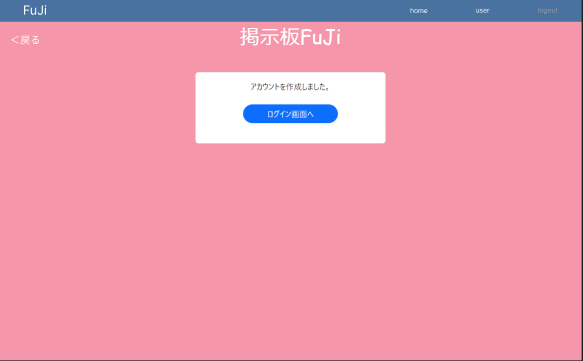 FuJi
home
user
logout
＜戻る
掲示板FuJi
アカウントを作成しました。
ログイン画面へ